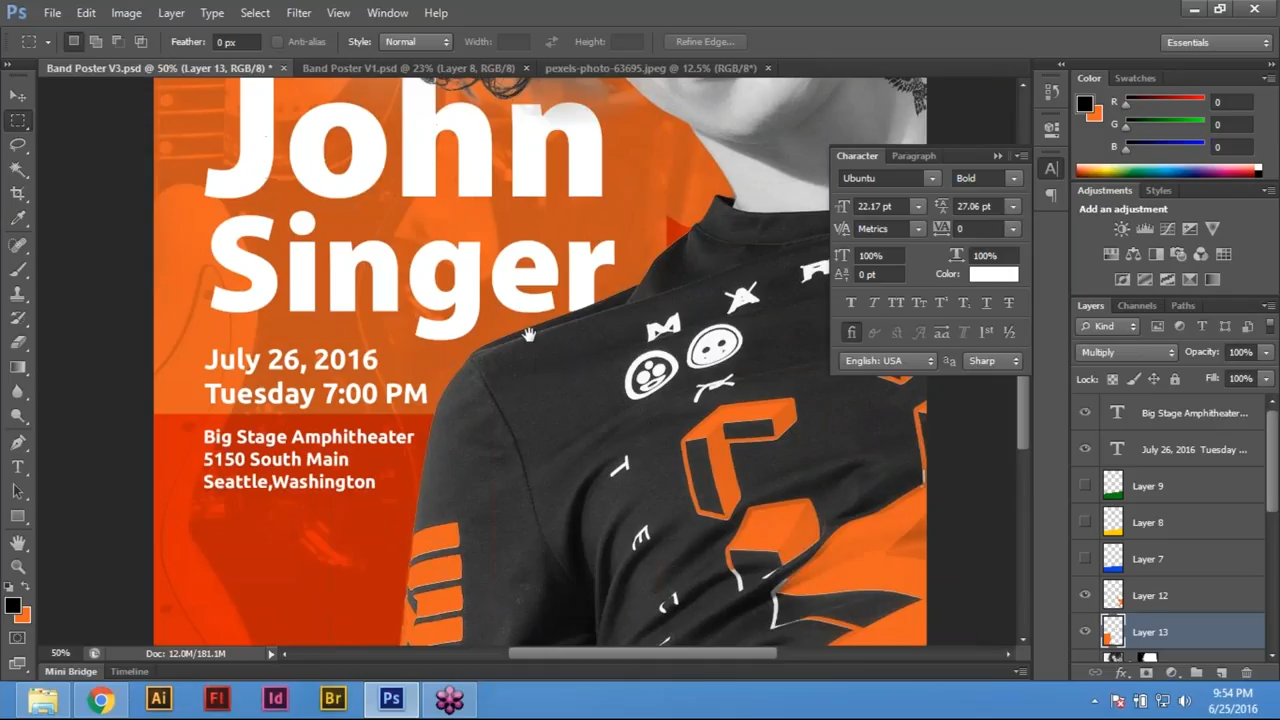 Ps File Edit Image Layer Type Select Filter View Window Help
Feather: 0 px Anti-alias Style: Normal Width: Height: Refine Edge... Essentials
Band Poster V3.psd @ 50% (Layer 13, RGB/8) * × Band Poster V1.psd @ 23% (Layer 8, RGB/8) × pexels-photo-63695.jpeg @ 12.5% (RGB/8*) ×
Color Swatches
R 0
G 0
B 0
Adjustments Styles
Add an adjustment
Layers Channels Paths
Kind
Multiply Opacity: 100%
Lock: Fill: 100%
Big Stage Amphitheater...
July 26, 2016 Tuesday ...
Layer 9
Layer 8
Layer 7
Layer 12
Layer 13
Character Paragraph
Ubuntu Bold
22.17 pt 27.06 pt
Metrics 0
100% 100%
0 pt Color:
English: USA Sharp
John
Singer
July 26, 2016
Tuesday 7:00 PM
Big Stage Amphitheater
5150 South Main
Seattle,Washington
50% Doc: 12.0M/181.1M
Mini Bridge Timeline
Ai Fl Id Br Ps
9:54 PM
6/25/2016